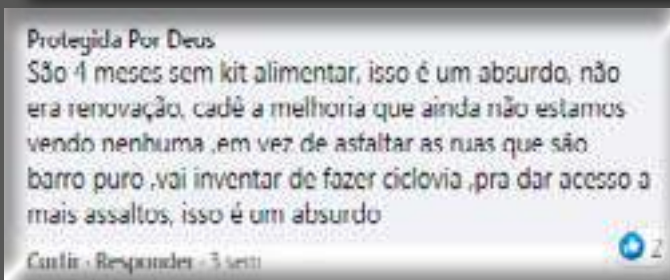 Protegida Por Deus
São 4 meses sem kit alimentar, isso é um absurdo, não
era renovação, cadê a melhoria que ainda não estamos
vendo nenhuma ,em vez de asfaltar as ruas que são
barro puro ,vai inventar de fazer ciclovia ,pra dar acesso a
mais assaltos, isso é um absurdo
Curtir · Responder · 3 sem
2